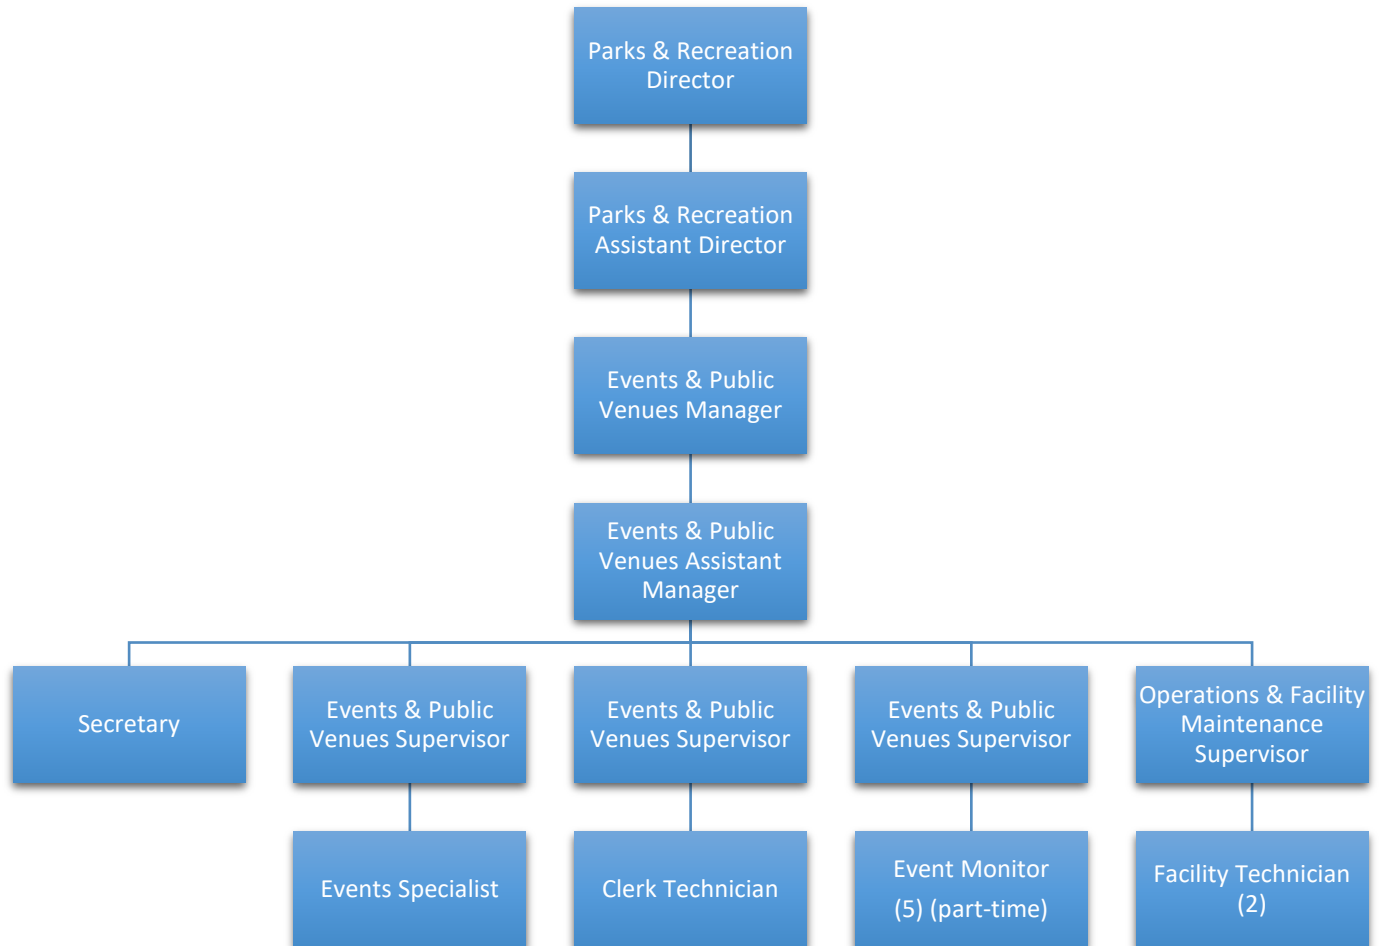 Parks & Recreation
Director
Parks & Recreation
Assistant Director
Events & Public
Venues Manager
Events & Public
Venues Assistant
Manager
Secretary
Events & Public
Venues Supervisor
Events & Public
Venues Supervisor
Events & Public
Venues Supervisor
Operations & Facility
Maintenance
Supervisor
Events Specialist
Clerk Technician
Event Monitor
(5) (part-time)
Facility Technician
(2)